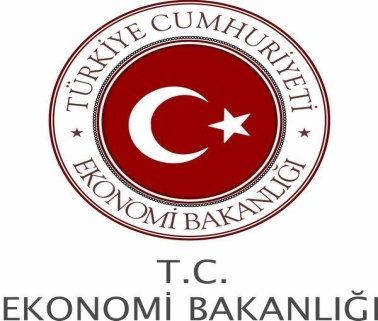 TÜRKİYE CUMHURİYETİ
EKONOMİ BAKANLIĞI
T.C.
EKONOMİ BAKANLIĞI